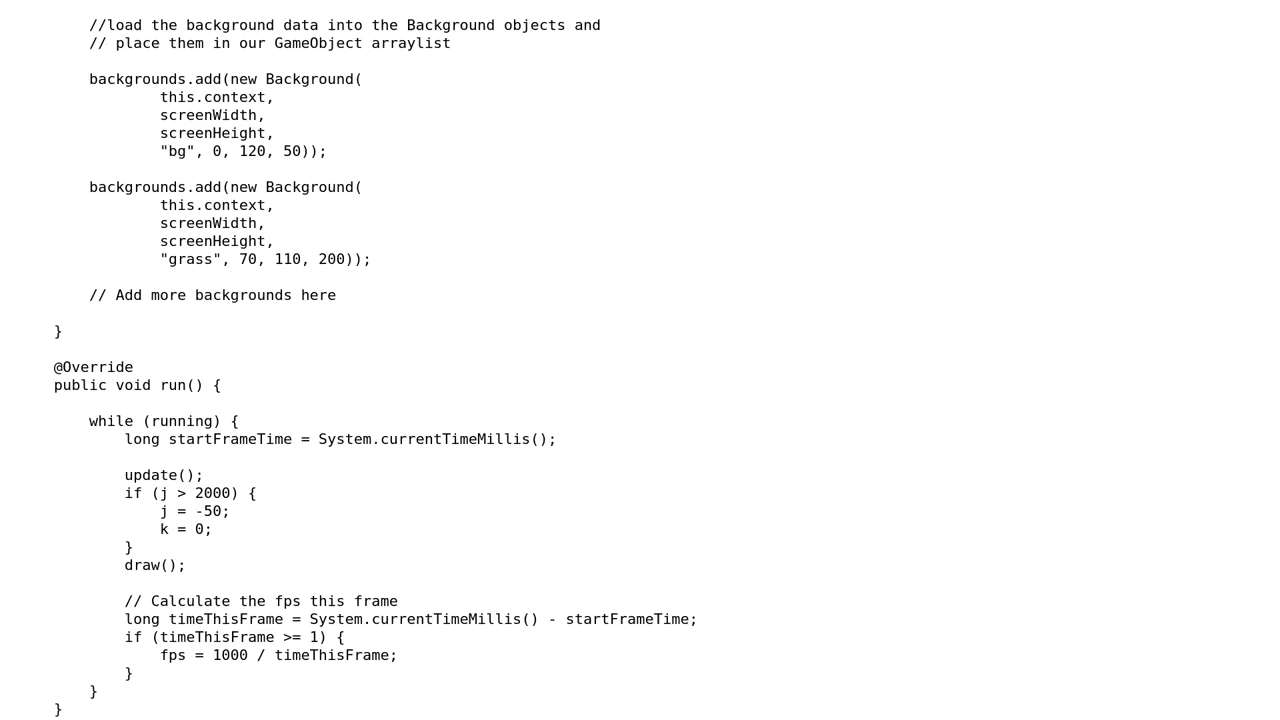 //load the background data into the Background objects and
// place them in our GameObject arraylist
backgrounds.add(new Background(
this.context,
screenWidth,
screenHeight,
"bg", 0, 120, 50));
backgrounds.add(new Background(
this.context,
screenWidth,
screenHeight,
"grass", 70, 110, 200));
// Add more backgrounds here
}
@Override
public void run() {
while (running) {
long startFrameTime = System.currentTimeMillis();
update();
if (j > 2000) {
j = -50;
k = 0;
}
draw();
// Calculate the fps this frame
long timeThisFrame = System.currentTimeMillis() - startFrameTime;
if (timeThisFrame >= 1) {
fps = 1000 / timeThisFrame;
}
}
}